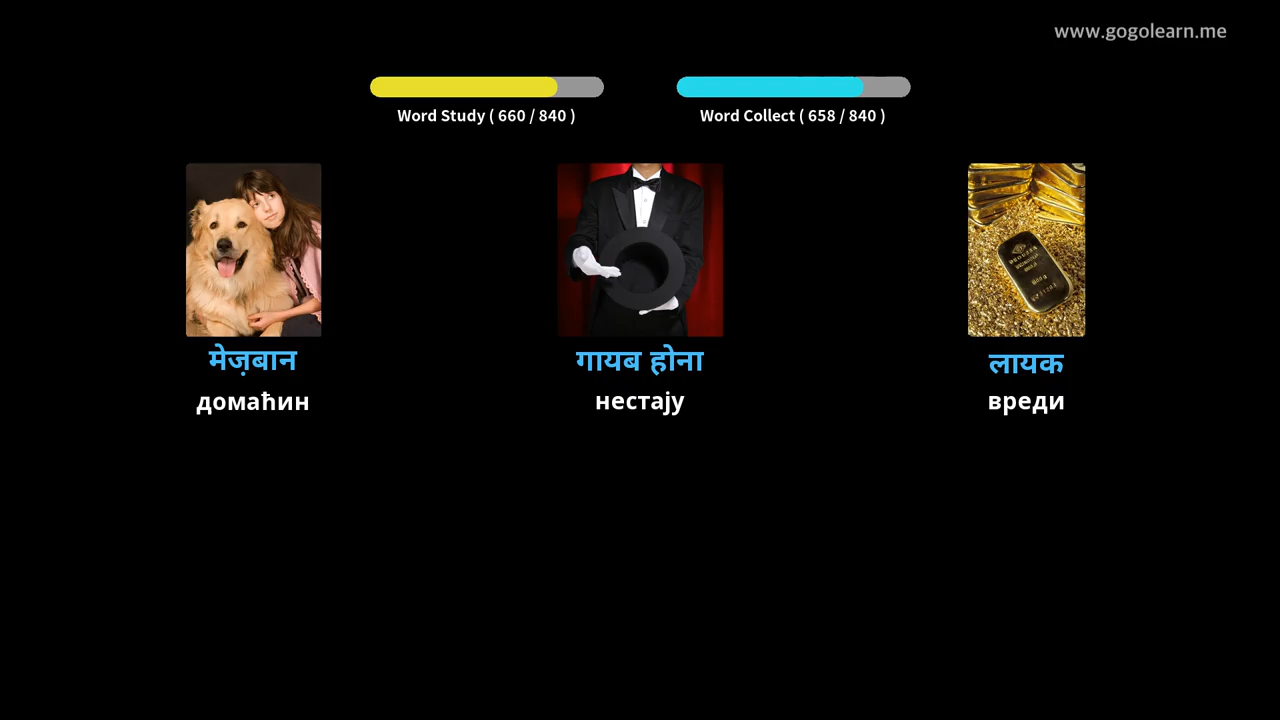 www.gogolearn.me
Word Study ( 660 / 840 )
Word Collect ( 658 / 840 )
मेज़बान
गायब होना
लायक
домаћин
нестају
вреди